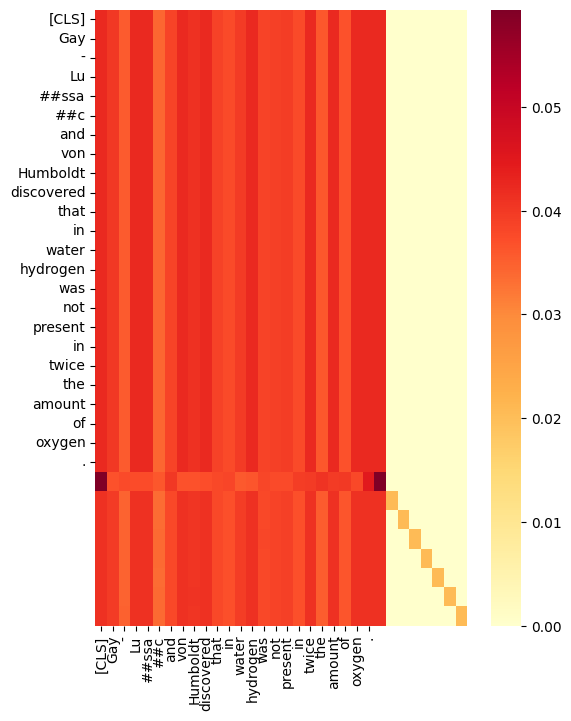 [CLS]
Gay
-
Lu
##ssa
##c
and
von
Humboldt
discovered
that
in
water
hydrogen
was
not
present
in
twice
the
amount
of
oxygen
.
0.05
0.04
0.03
0.02
0.01
0.00
[CLS]
Gay
-
Lu
##ssa
##c
and
von
Humboldt
discovered
that
in
water
hydrogen
was
not
present
in
twice
the
amount
of
oxygen
.